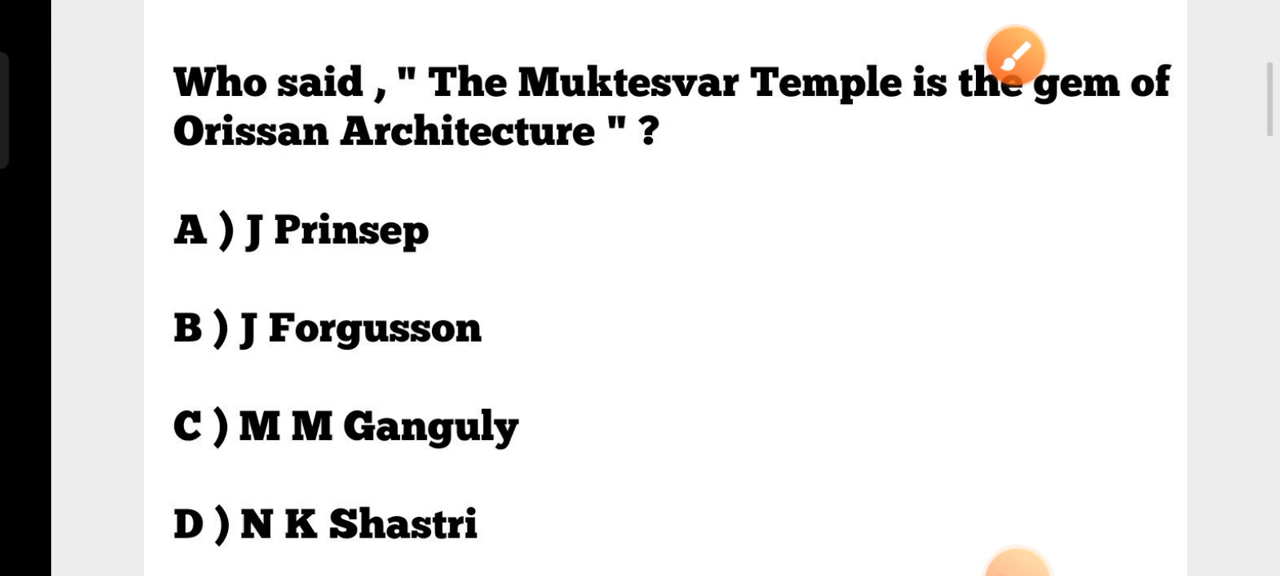 Who said , " The Muktesvar Temple is the gem of
Orissan Architecture " ?
A ) J Prinsep
B ) J Forgusson
C ) M M Ganguly
D ) N K Shastri